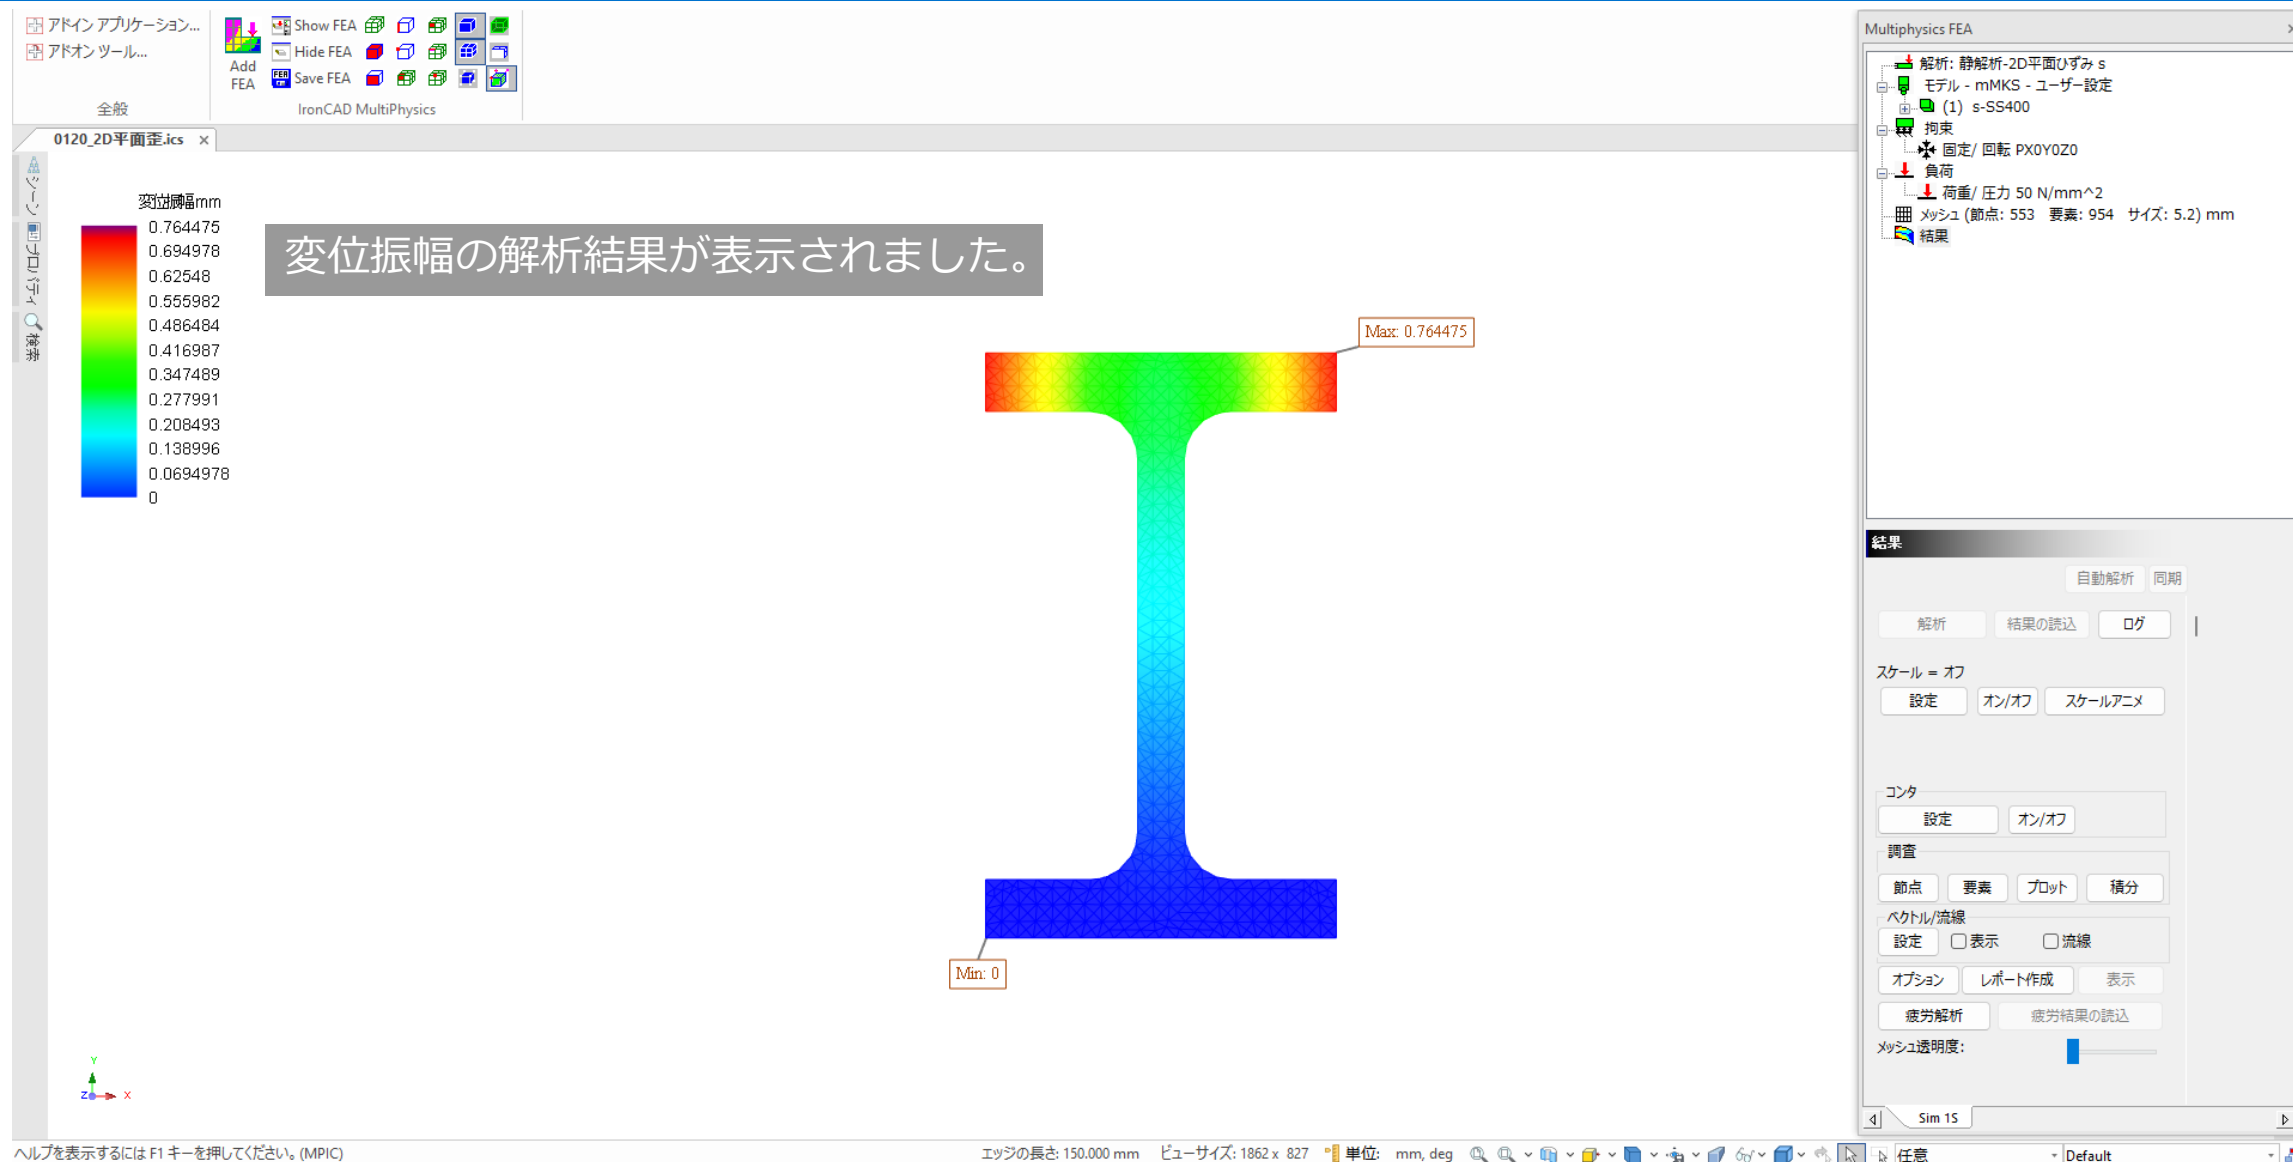 アドイン アプリケーション...
アドオン ツール...
全般
Add FEA
Show FEA
Hide FEA
Save FEA
IronCAD MultiPhysics
0120_2D平面歪.ics
シーン
プロパティ
検索
変位振幅mm
0.764475
0.694978
0.62548
0.555982
0.486484
0.416987
0.347489
0.277991
0.208493
0.138996
0.0694978
0
変位振幅の解析結果が表示されました。
Max: 0.764475
Min: 0
Y
Z
X
Multiphysics FEA
解析: 静解析-2D平面ひずみ s
モデル - mMKS - ユーザー設定
(1) s-SS400
拘束
固定/ 回転 PX0Y0Z0
負荷
荷重/ 圧力 50 N/mm^2
メッシュ (節点: 553 要素: 954 サイズ: 5.2) mm
結果
結果
自動解析 同期
解析 結果の読込 ログ
スケール = オフ
設定 オン/オフ スケールアニメ
コンタ
設定 オン/オフ
調査
節点 要素 プロット 積分
ベクトル/流線
設定 表示 流線
オプション レポート作成 表示
疲労解析 疲労結果の読込
メッシュ透明度:
Sim 1S
ヘルプを表示するには F1 キーを押してください。(MPIC)
エッジの長さ: 150.000 mm ビューサイズ: 1862 x 827 単位: mm, deg 任意 Default